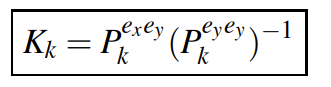 $K_k = P_k^{e_x e_y} (P_k^{e_y e_y})^{-1}$